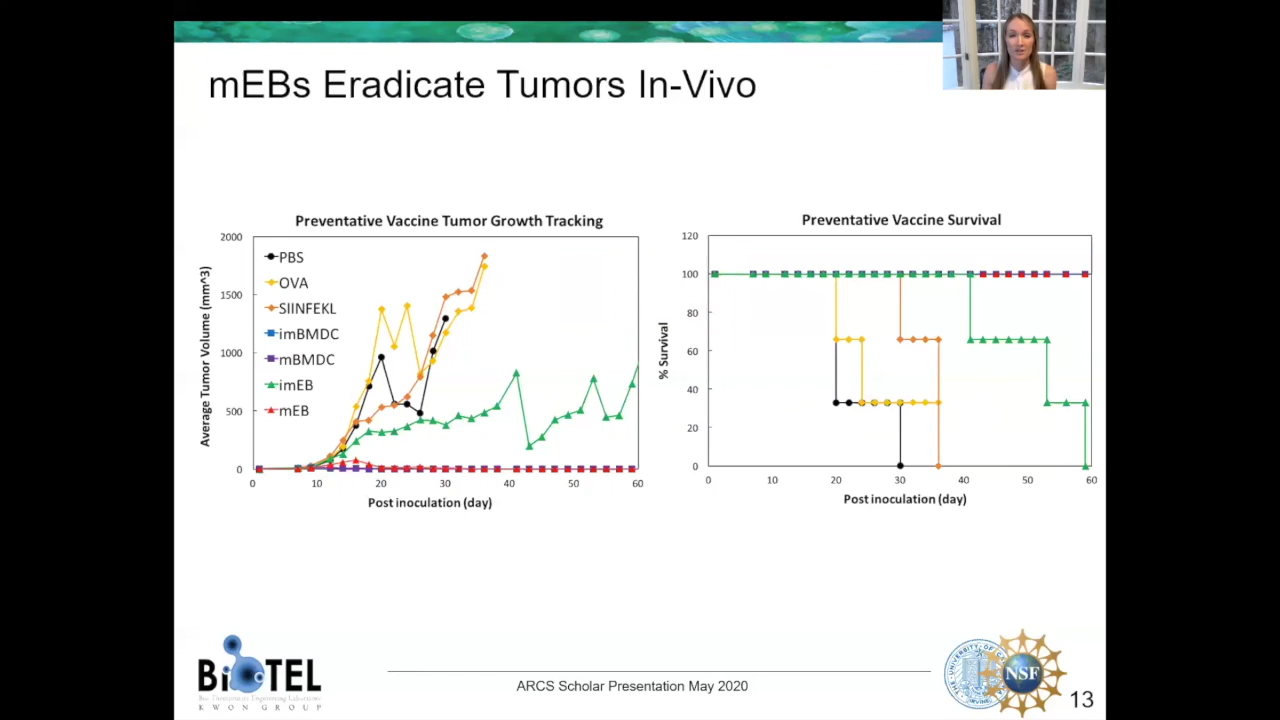 mEBs Eradicate Tumors In-Vivo
Preventative Vaccine Tumor Growth Tracking
Average Tumor Volume (mm^3)
2000
1500
1000
500
0
PBS
OVA
SIINFEKL
imBMDC
mBMDC
imEB
mEB
0 10 20 30 40 50 60
Post inoculation (day)
Preventative Vaccine Survival
% Survival
120
100
80
60
40
20
0
0 10 20 30 40 50 60
Post inoculation (day)
BioTEL
KWON GROUP
ARCS Scholar Presentation May 2020
NSF
13